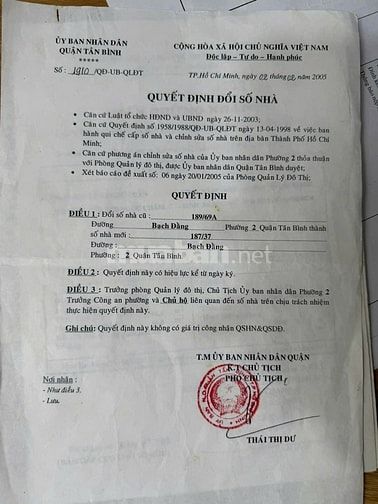 ỦY BAN NHÂN DÂN
QUẬN TÂN BÌNH
*****
Số : 1910/QĐ-UB-QLĐT
CỘNG HÒA XÃ HỘI CHỦ NGHĨA VIỆT NAM
Độc lập – Tự do – Hạnh phúc
TP.Hồ Chí Minh, ngày 02 tháng 02 năm 2005
QUYẾT ĐỊNH ĐỔI SỐ NHÀ
• Căn cứ Luật tổ chức HĐND và UBND ngày 26-11-2003;
• Căn cứ Quyết định số 1958/1988/QĐ-UB-QLĐT ngày 13-04-1998 về việc ban
hành qui chế cấp số nhà và chỉnh sửa số nhà trên địa bàn Thành Phố Hồ Chí
Minh;
• Căn cứ phương án chỉnh sửa số nhà của Ủy ban nhân dân Phường 2 thỏa thuận
với Phòng Quản lý đô thị, được Ủy ban nhân dân Quận Tân Bình duyệt;
• Xét báo cáo đề xuất số: 06 ngày 20/01/2005 của Phòng Quản Lý Đô Thị;
QUYẾT ĐỊNH
ĐIỀU 1 : Đổi số nhà cũ : 189/69A
Đường Bạch Đằng Phường 2 Quận Tân Bình thành
số nhà mới : 187/37
Đường : Bạch Đằng
Phường : 2 Quận Tân Bình
ĐIỀU 2 : Quyết định này có hiệu lực kể từ ngày ký.
ĐIỀU 3 : Trưởng phòng Quản lý đô thị, Chủ Tịch Ủy ban nhân dân Phường 2
Trưởng Công an phường và Chủ hộ liên quan đến số nhà trên chịu trách nhiệm
thực hiện quyết định này.
Ghi chú: Quyết định này không có giá trị công nhận QSHN&QSDĐ.
T.M ỦY BAN NHÂN DÂN QUẬN
K.T CHỦ TỊCH
PHÓ CHỦ TỊCH
Nơi nhận :
- Như điều 3.
- Lưu.
THÁI THỊ DƯ